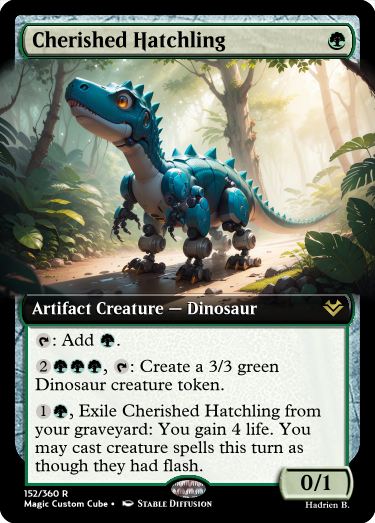 Cherished Hatchling
Artifact Creature — Dinosaur
: Add .
2, : Create a 3/3 green
Dinosaur creature token.
1, Exile Cherished Hatchling from
your graveyard: You gain 4 life. You
may cast creature spells this turn as
though they had flash.
0/1
152/360 R
Magic Custom Cube • Stable Diffusion
Hadrien B.